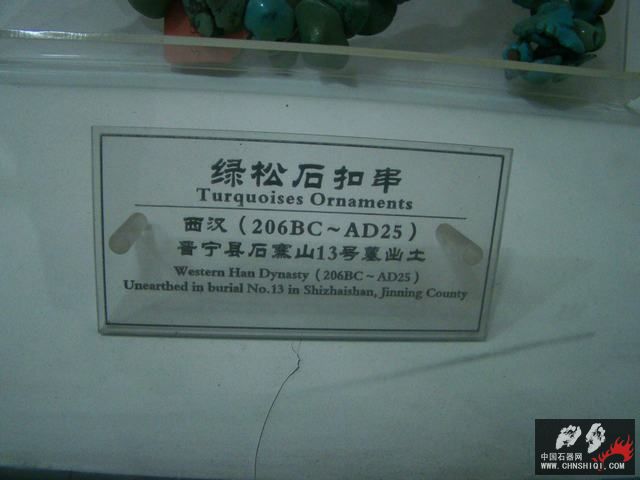 绿松石扣串
Turquoises Ornaments
西汉（206BC～AD25）
晋宁县石寨山13号墓出土
Western Han Dysasty（206BC～AD25）
Unearthed in burial No.13 in Shizhaishan, Jinning County
中国石器网
WWW.CHNSHIQI.COM